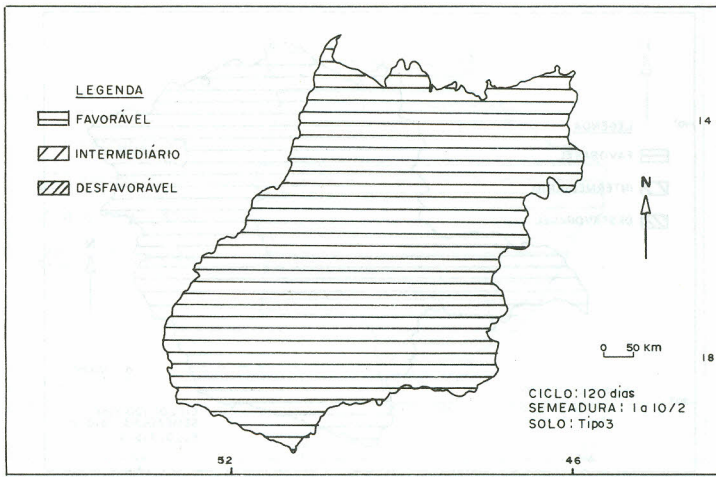 LEGENDA
FAVORÁVEL
INTERMEDIÁRIO
DESFAVORÁVEL
14
N
0 50 Km
18
CICLO: 120 dias
SEMEADURA: 1 a 10/2
SOLO: Tipo3
52
46